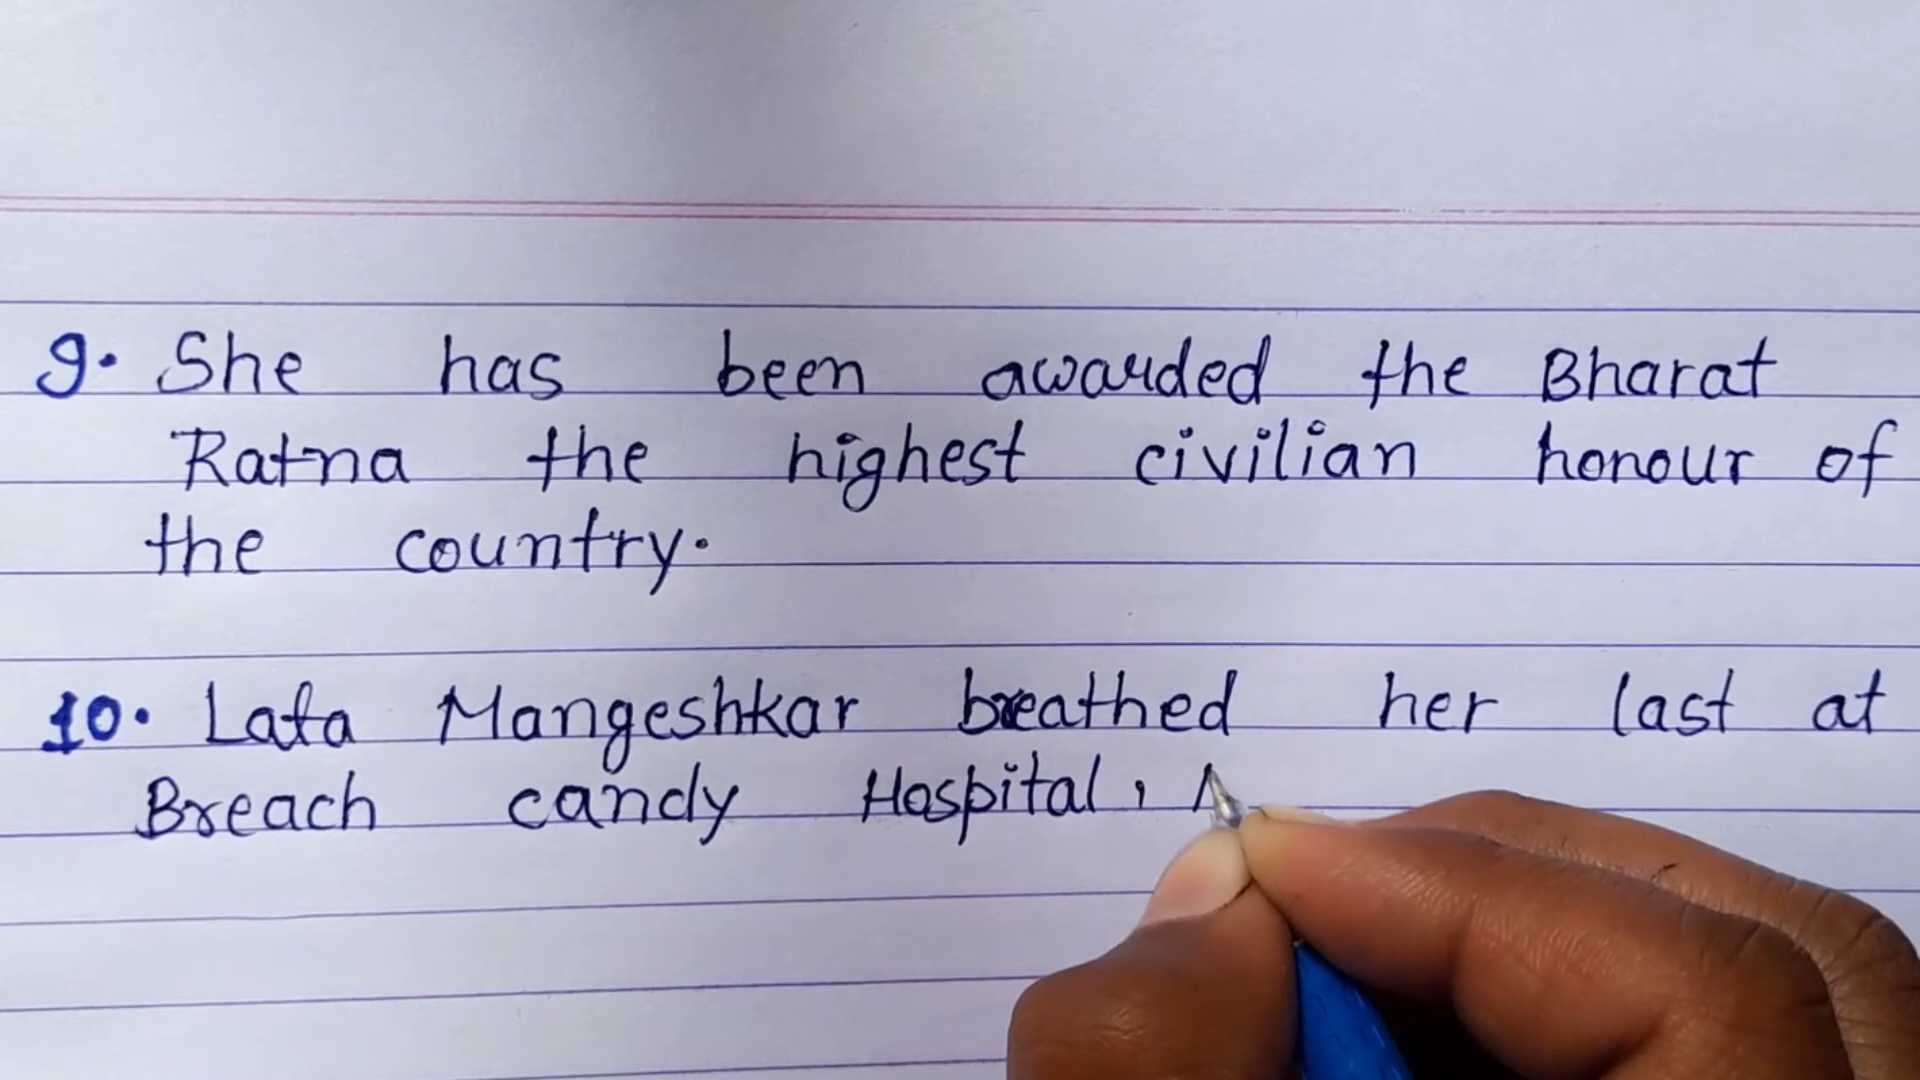 9. She has been awarded the Bharat
Ratna the highest civilian honour of
the country.
10. Lata Mangeshkar breathed her last at
Breach candy Hospital,